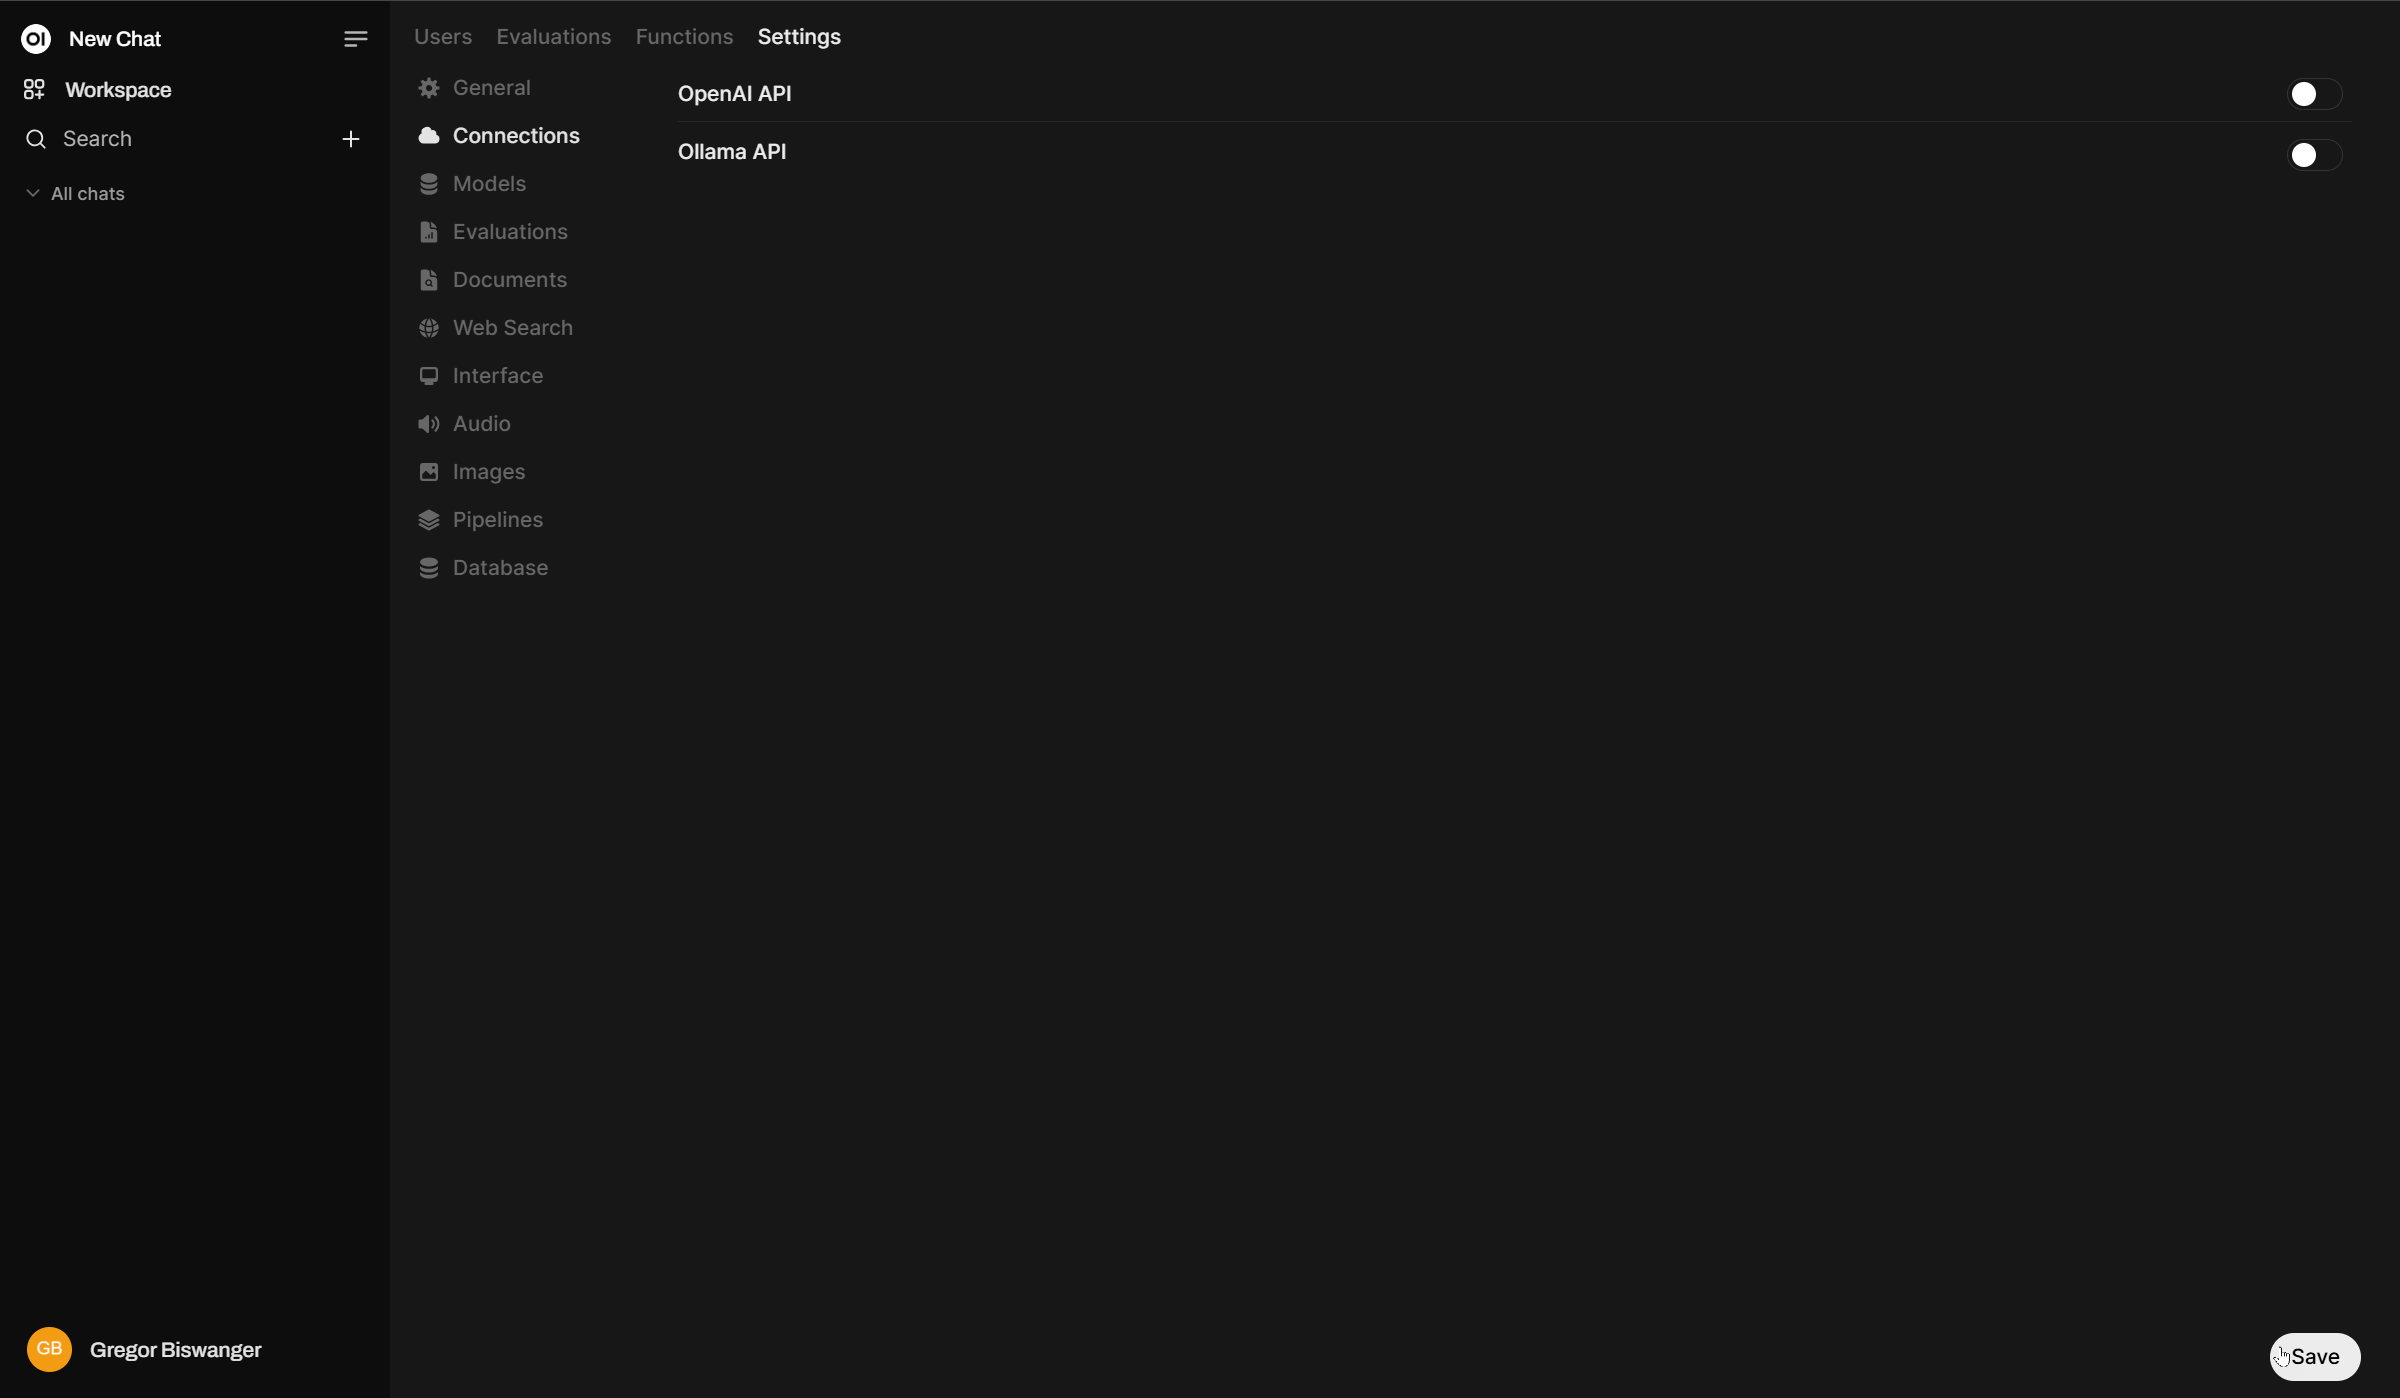 OI New Chat
Workspace
Search
All chats
GB Gregor Biswanger
Users Evaluations Functions Settings
General
Connections
Models
Evaluations
Documents
Web Search
Interface
Audio
Images
Pipelines
Database
OpenAI API
Ollama API
Save